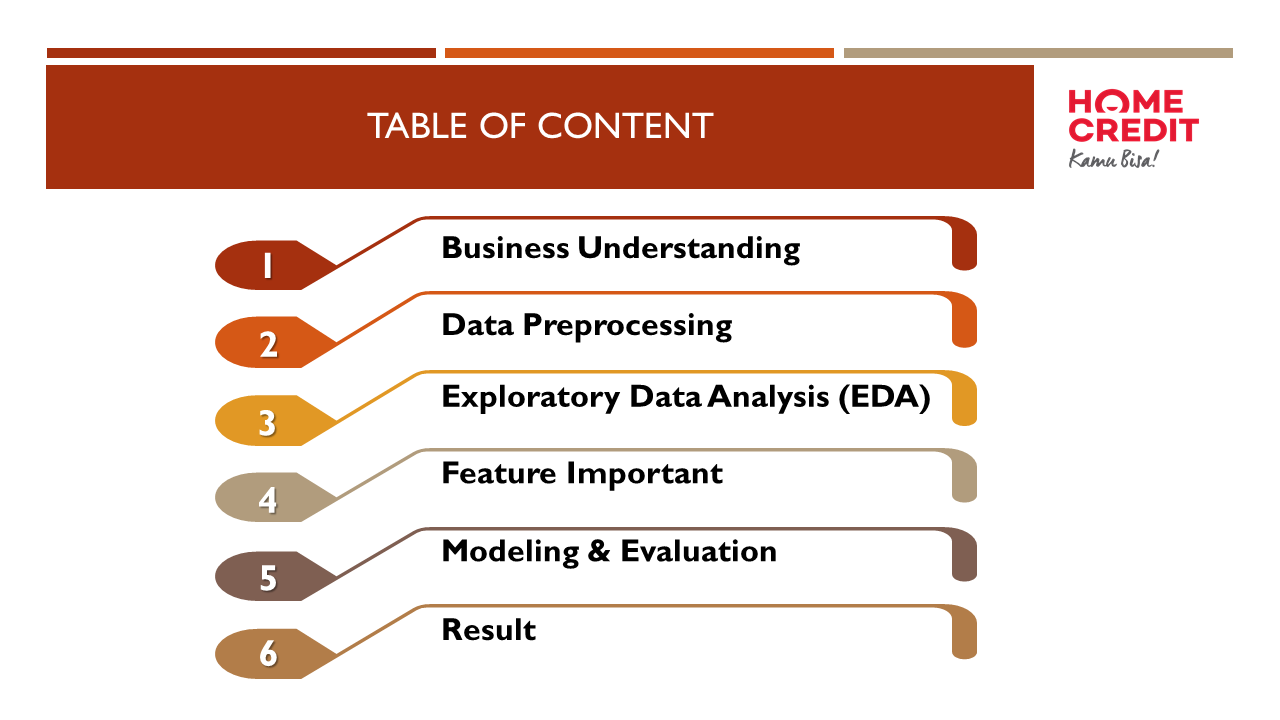 TABLE OF CONTENT
HOME
CREDIT
Kamu Bisa!
1
Business Understanding
2
Data Preprocessing
3
Exploratory Data Analysis (EDA)
4
Feature Important
5
Modeling & Evaluation
6
Result